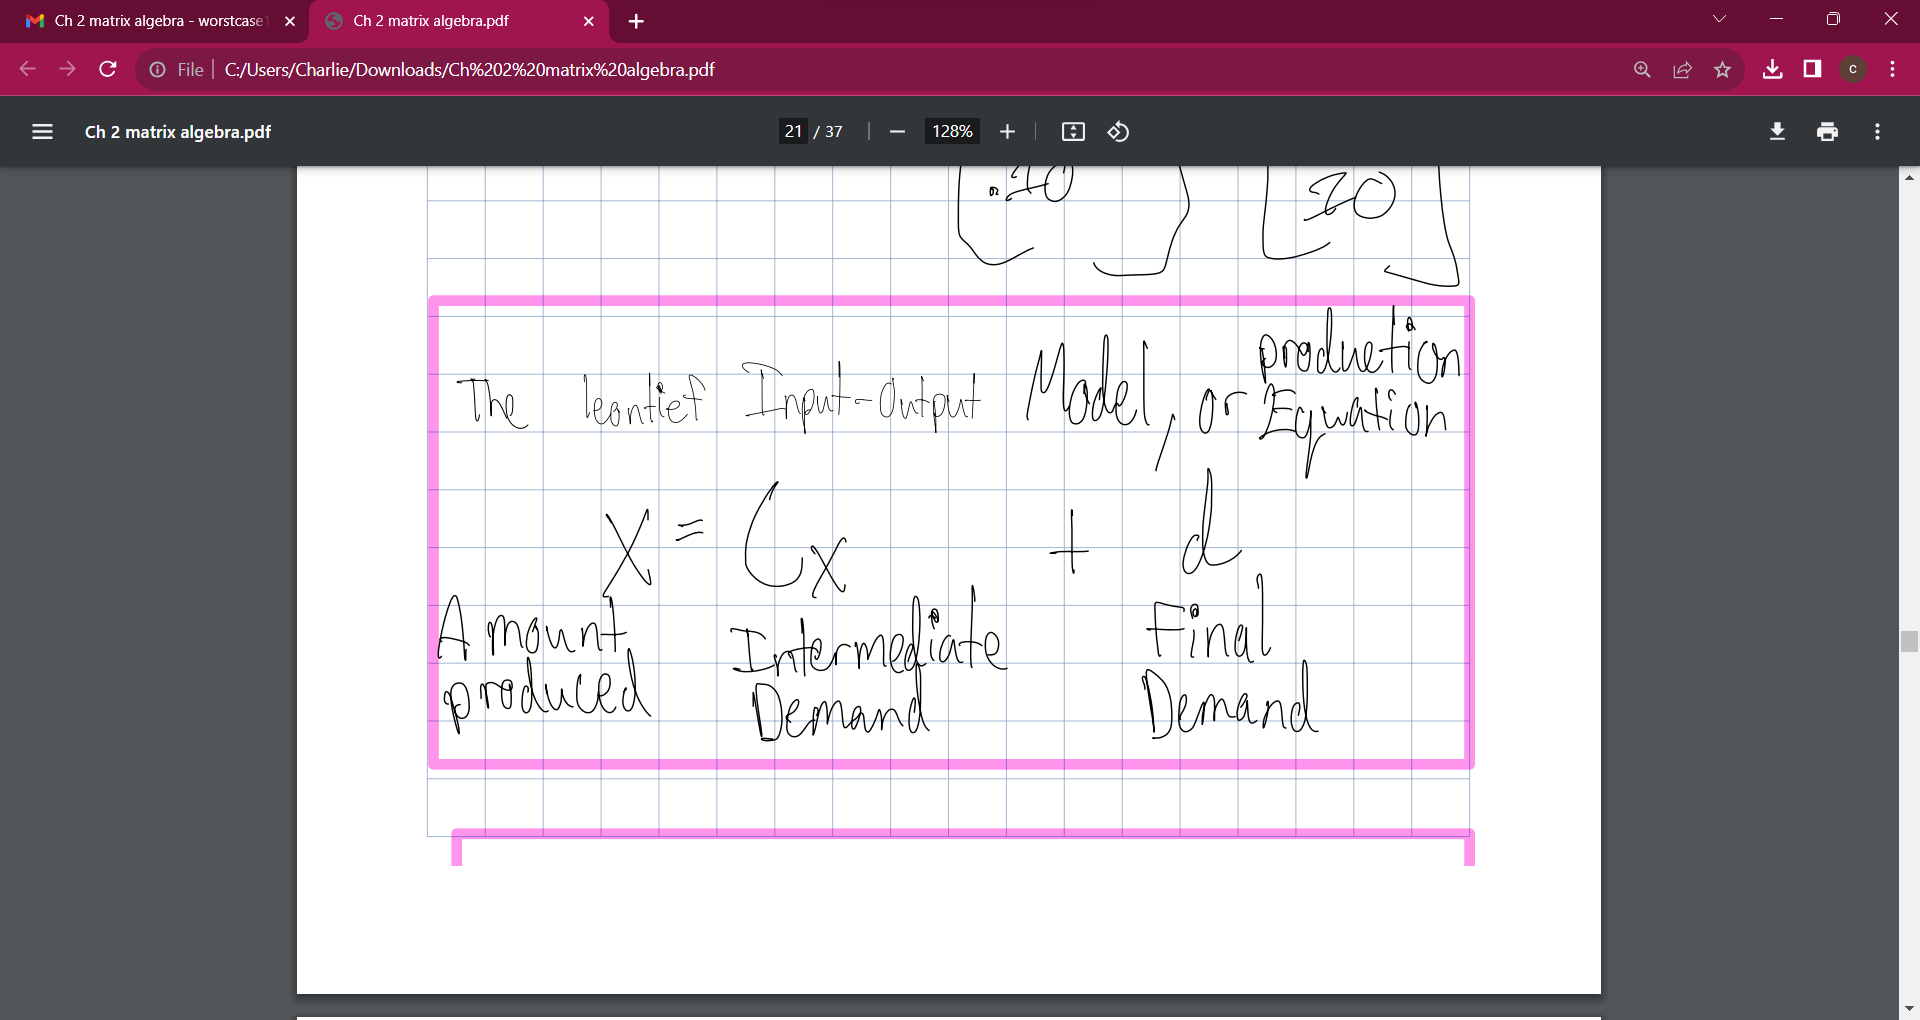 Ch 2 matrix algebra - worstcase1
Ch 2 matrix algebra.pdf
File
C:/Users/Charlie/Downloads/Ch%202%20matrix%20algebra.pdf
c
Ch 2 matrix algebra.pdf
21 / 37
128%
.20
20
The leontief Input-Output Model, or production Equation
x = Cx + d
Amount produced
Intermediate Demand
Final Demand